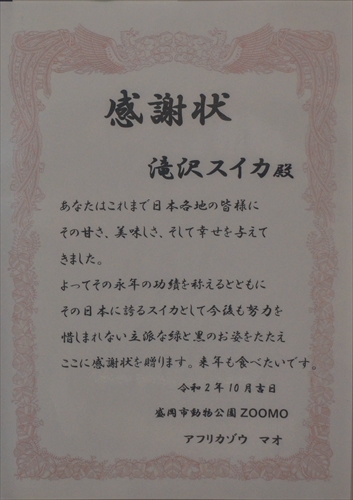 感謝状
滝沢スイカ殿
あなたはこれまで日本各地の皆様に
その甘さ、美味しさ、そして幸せを与えて
きました。
よってその永年の功績を称えるとともに
その日本に誇るスイカとして今後も努力を
惜しまれない立派な緑と黒のお姿をたたえ
ここに感謝状を贈ります。来年も食べたいです。
令和2年10月吉日
盛岡市動物公園ZOOMO
アフリカゾウ マオ